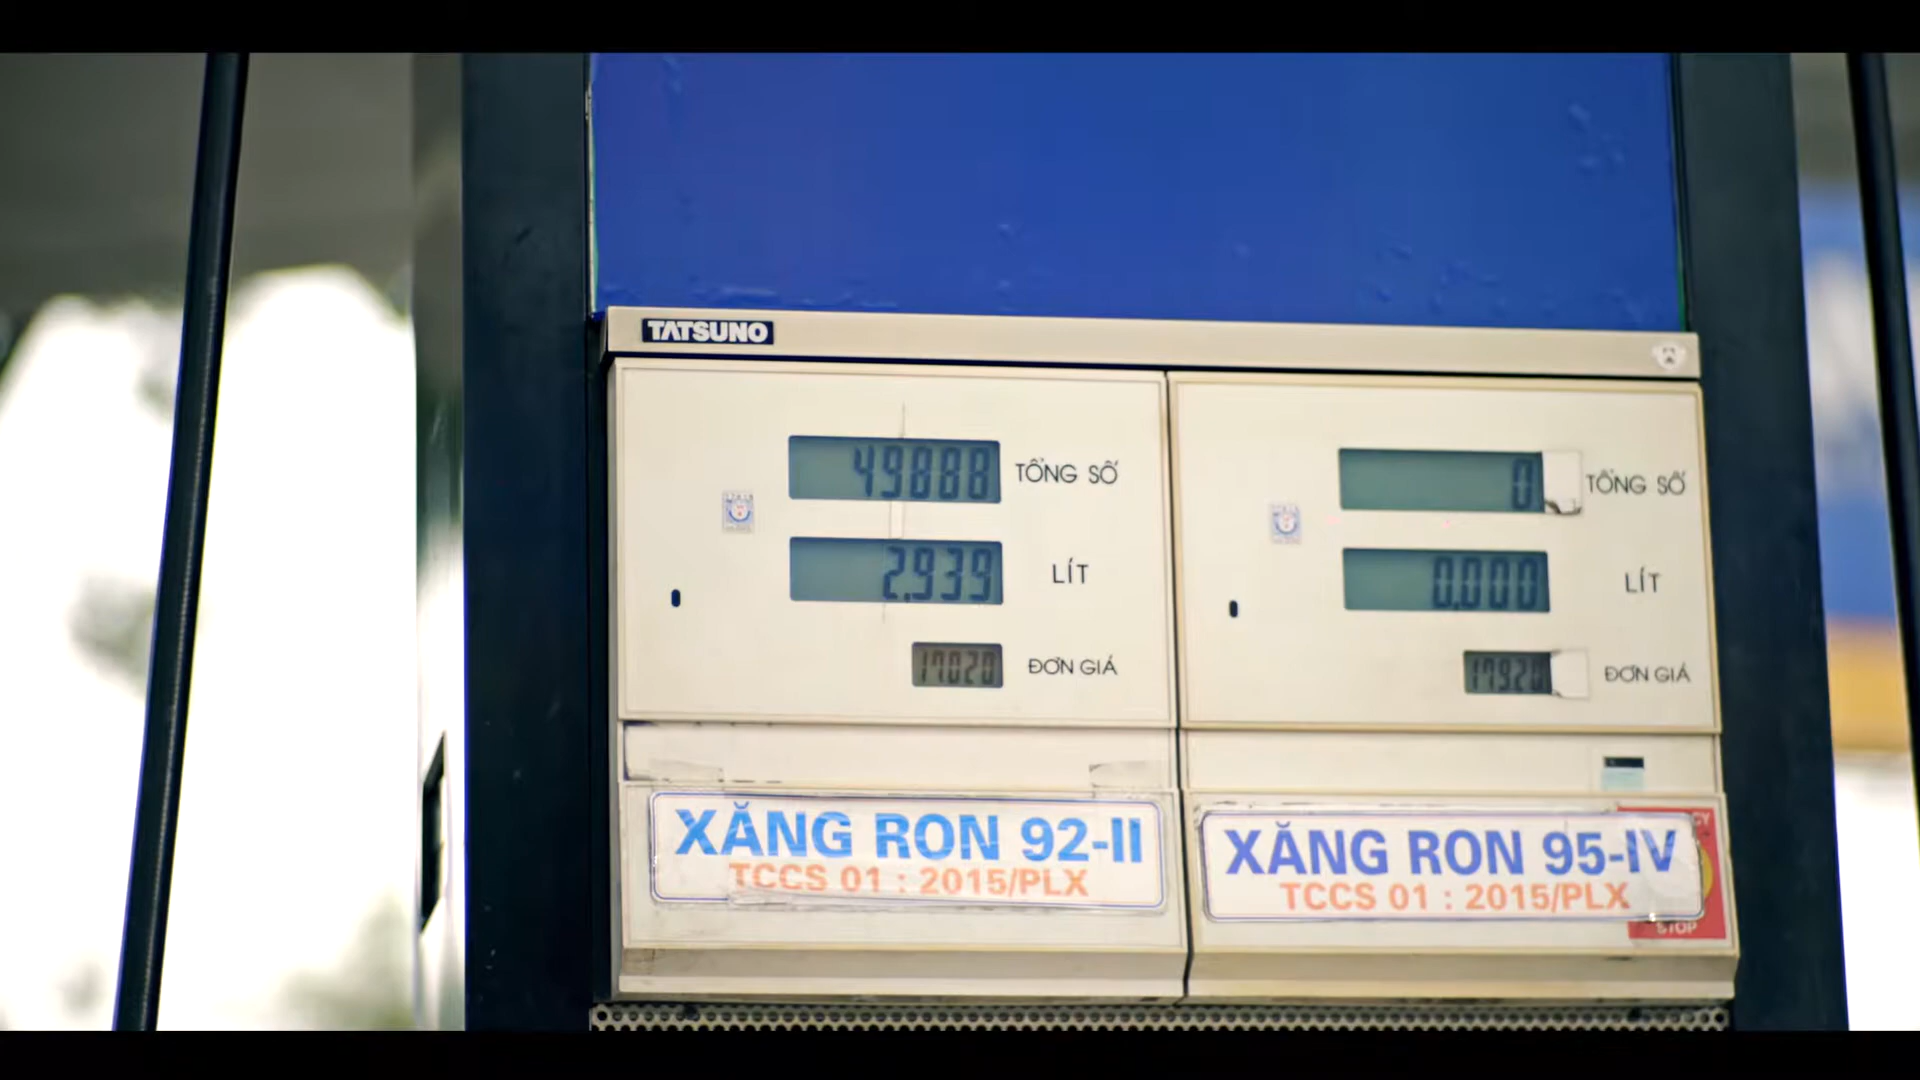 TATSUNO
49888 TỔNG SỐ
2.939 LÍT
17020 ĐƠN GIÁ
0 TỔNG SỐ
0.000 LÍT
17920 ĐƠN GIÁ
XĂNG RON 92-II
TCCS 01 : 2015/PLX
XĂNG RON 95-IV
TCCS 01 : 2015/PLX
STOP